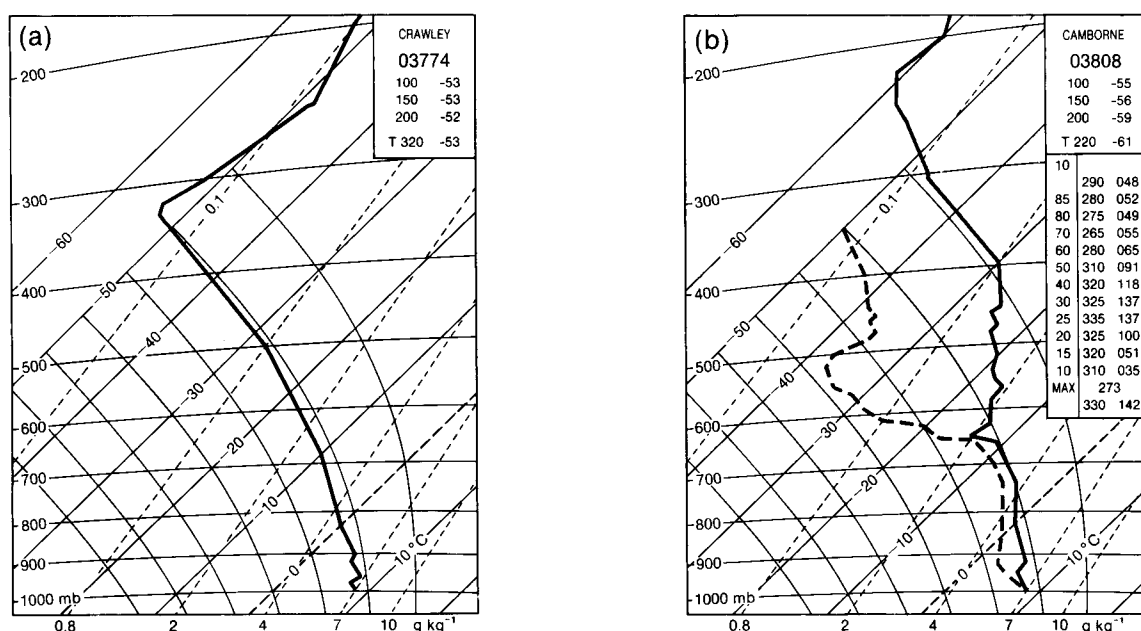 (a)
CRAWLEY
03774
100 -53
150 -53
200 -52
T 320 -53
200
300
400
500
600
700
800
900
1000 mb
-60
-50
-40
-30
-20
-10
0
10 °C
0.1
0.8 2 4 7 10 g kg⁻¹
(b)
CAMBORNE
03808
100 -55
150 -56
200 -59
T 220 -61
10
290 048
85 280 052
80 275 049
70 265 055
60 280 065
50 310 091
40 320 118
30 325 137
25 335 137
20 325 100
15 320 051
10 310 035
MAX 273
330 142
200
300
400
500
600
700
800
900
1000 mb
-60
-50
-40
-30
-20
-10
0
10 °C
0.1
0.8 2 4 7 10 g kg⁻¹